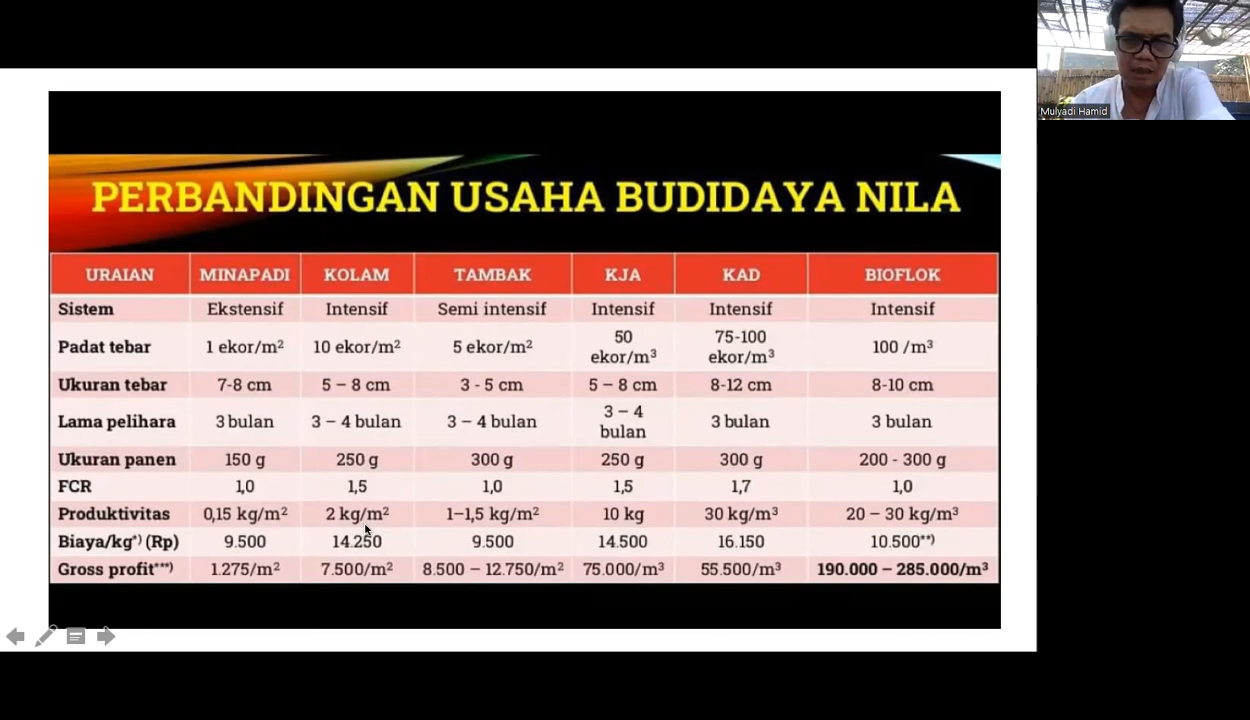 Mulyadi Hamid
PERBANDINGAN USAHA BUDIDAYA NILA
URAIAN MINAPADI KOLAM TAMBAK KJA KAD BIOFLOK
Sistem Ekstensif Intensif Semi intensif Intensif Intensif Intensif
Padat tebar 1 ekor/m² 10 ekor/m² 5 ekor/m² 50 ekor/m³ 75-100 ekor/m³ 100 /m³
Ukuran tebar 7-8 cm 5 – 8 cm 3 - 5 cm 5 – 8 cm 8-12 cm 8-10 cm
Lama pelihara 3 bulan 3 – 4 bulan 3 – 4 bulan 3 – 4 bulan 3 bulan 3 bulan
Ukuran panen 150 g 250 g 300 g 250 g 300 g 200 - 300 g
FCR 1,0 1,5 1,0 1,5 1,7 1,0
Produktivitas 0,15 kg/m² 2 kg/m² 1–1,5 kg/m² 10 kg 30 kg/m³ 20 – 30 kg/m³
Biaya/kg*) (Rp) 9.500 14.250 9.500 14.500 16.150 10.500**)
Gross profit***) 1.275/m² 7.500/m² 8.500 – 12.750/m² 75.000/m³ 55.500/m³ 190.000 – 285.000/m³